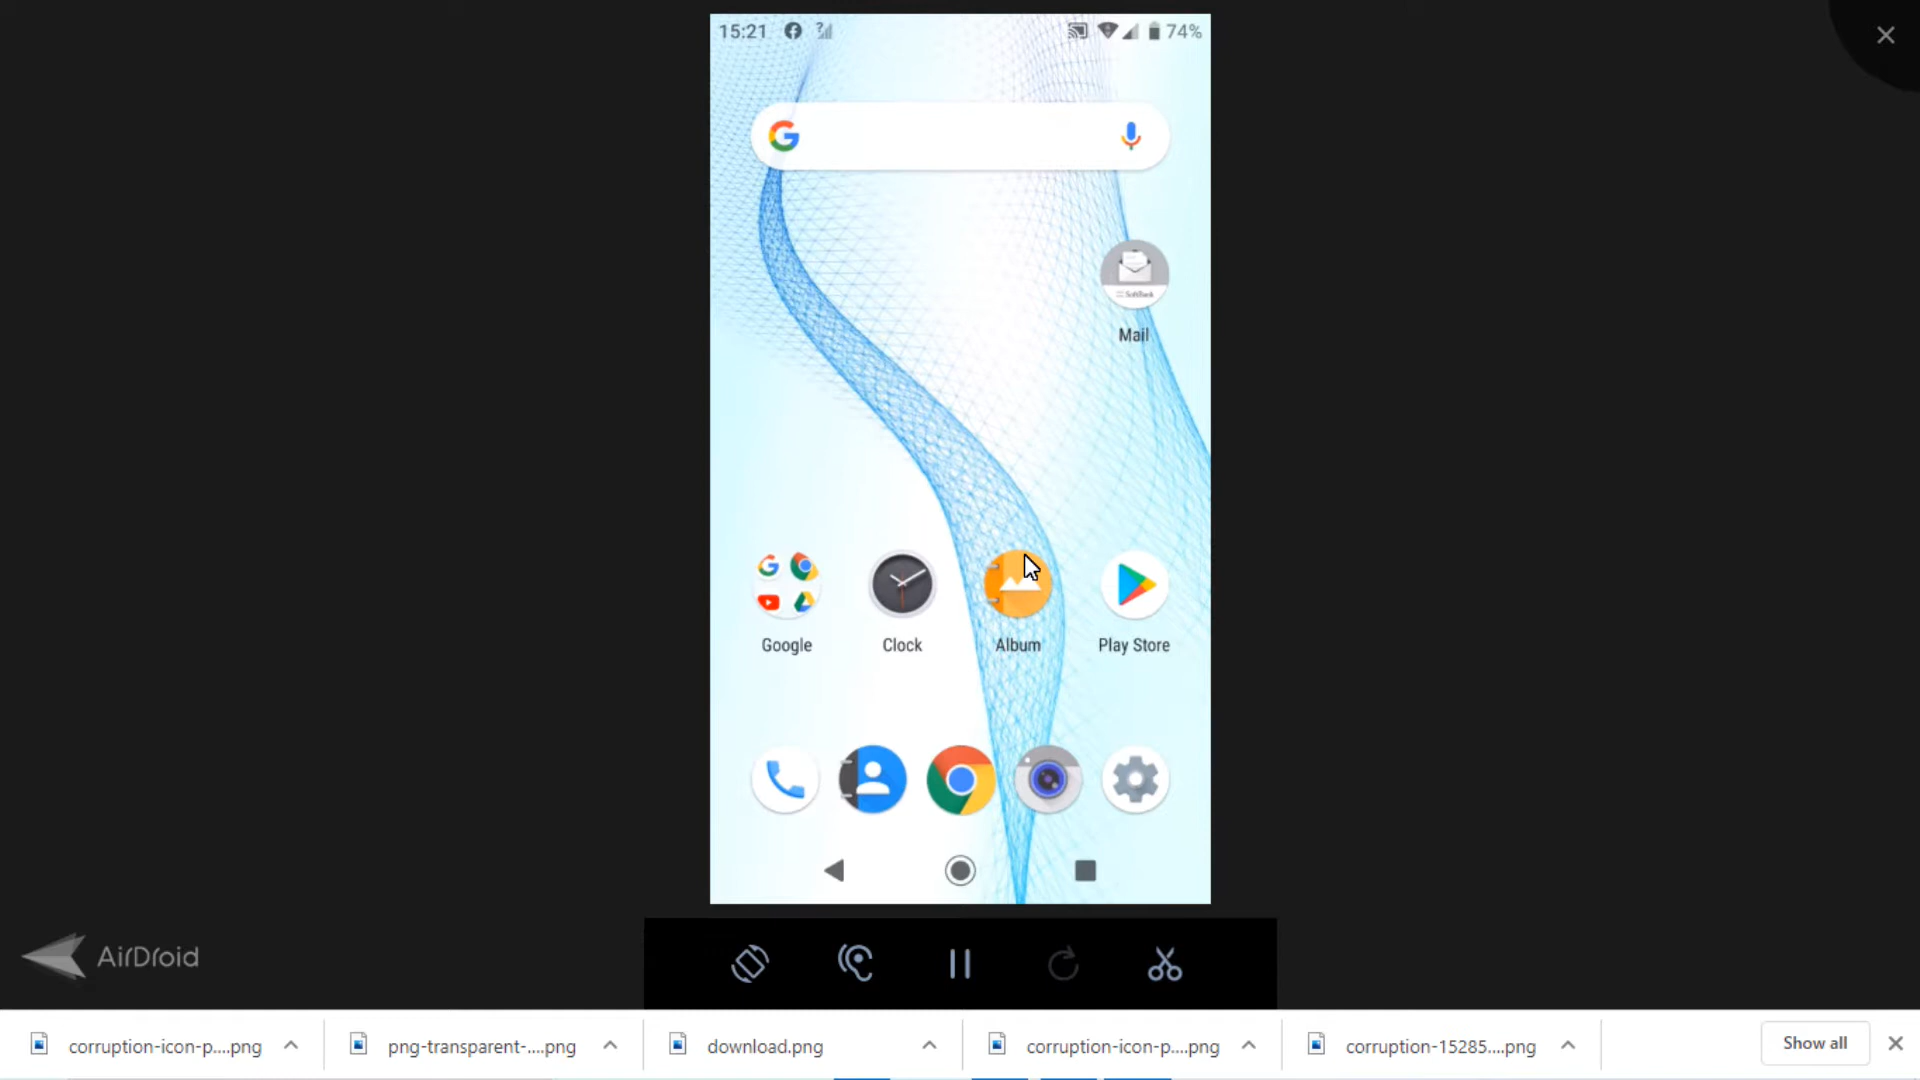 15:21
74%
SoftBank
Mail
Google
Clock
Album
Play Store
AirDroid
corruption-icon-p....png
png-transparent-....png
download.png
corruption-icon-p....png
corruption-15285....png
Show all